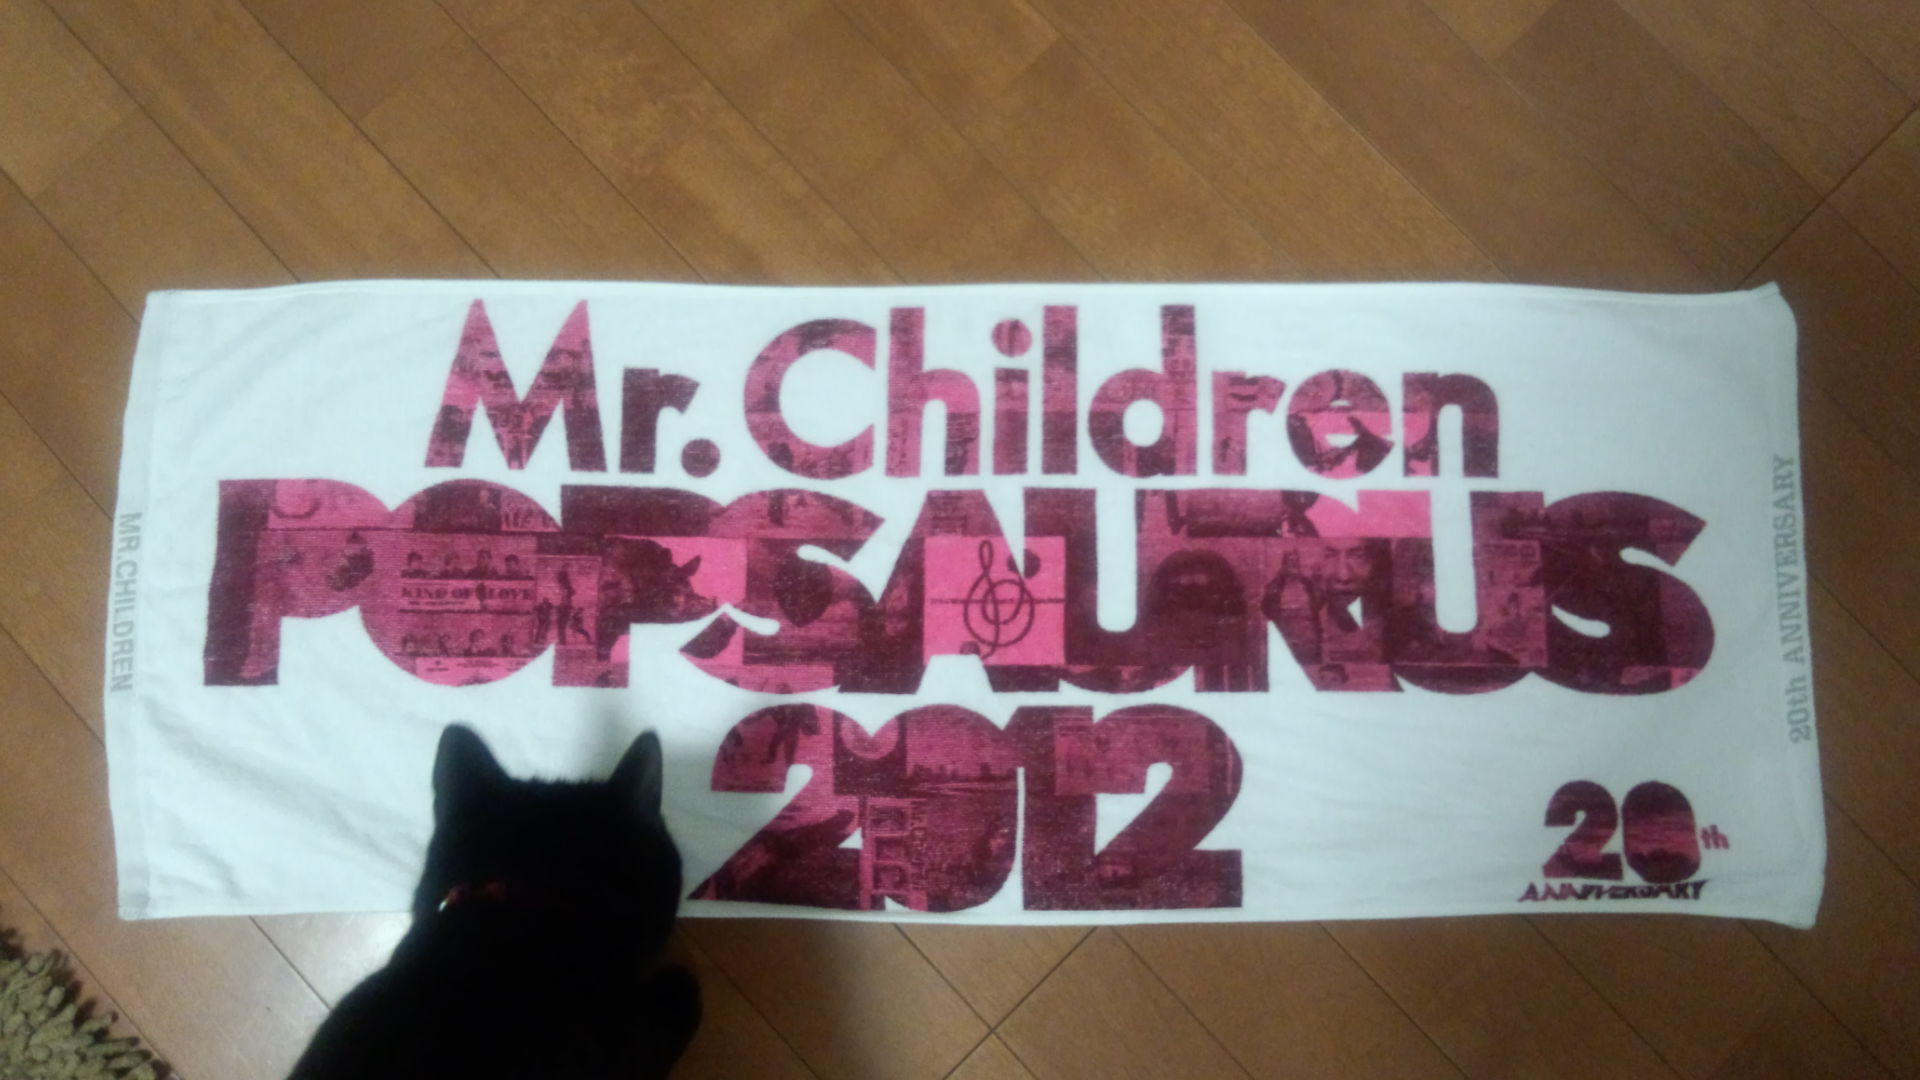 Mr.Children
POPSAURUS
KIND OF LOVE
2012
20th
ANNIVERSARY
MR.CHILDREN
20th ANNIVERSARY